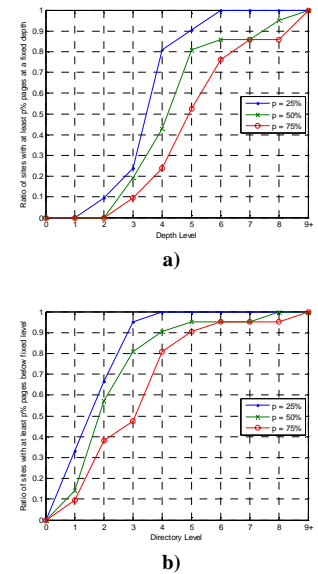 1
0.9
0.8
0.7
0.6
0.5
0.4
0.3
0.2
0.1
0
Ratio of sites with at least p% pages at a fixed depth
p = 25%
p = 50%
p = 75%
0 1 2 3 4 5 6 7 8 9+
Depth Level
a)
1
0.9
0.8
0.7
0.6
0.5
0.4
0.3
0.2
0.1
0
Ratio of sites with at least p% pages below fixed level
p = 25%
p = 50%
p = 75%
0 1 2 3 4 5 6 7 8 9+
Directory Level
b)